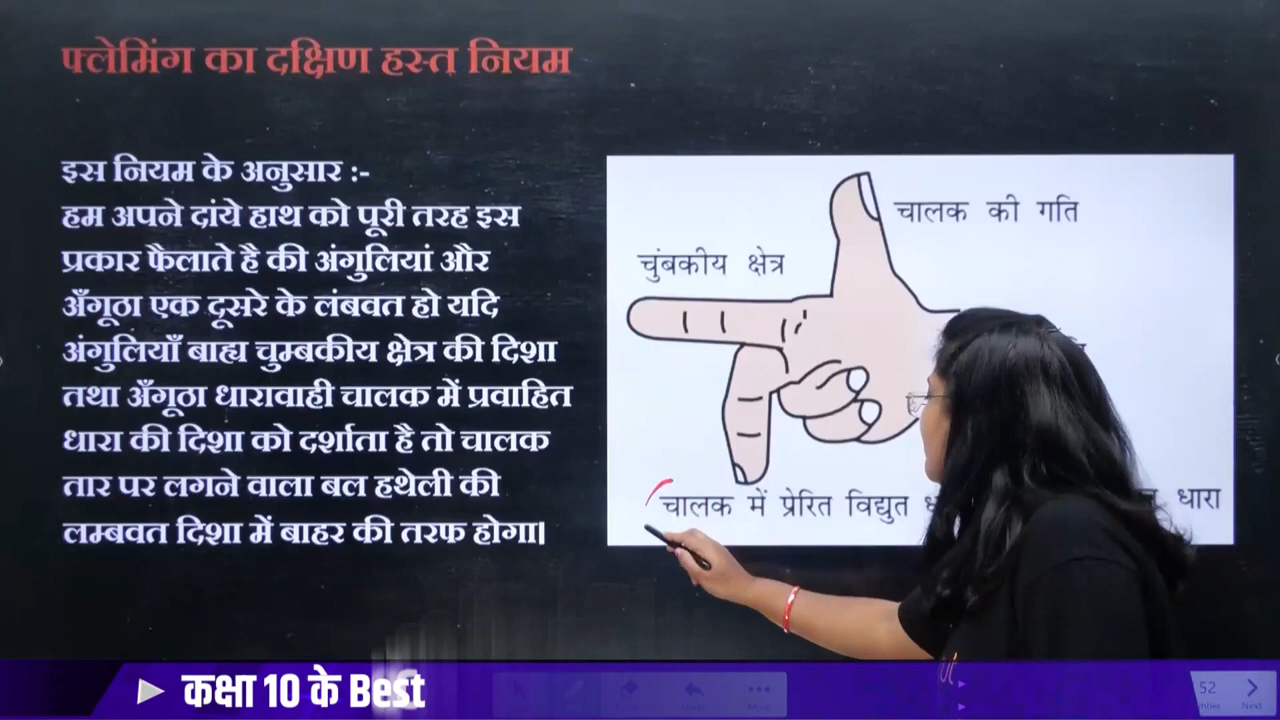 फ्लेमिंग का दक्षिण हस्त नियम
इस नियम के अनुसार :-
हम अपने दांये हाथ को पूरी तरह इस
प्रकार फैलाते है की अंगुलियां और
अँगूठा एक दूसरे के लंबवत हो यदि
अंगुलियाँ बाह्य चुम्बकीय क्षेत्र की दिशा
तथा अँगूठा धारावाही चालक में प्रवाहित
धारा की दिशा को दर्शाता है तो चालक
तार पर लगने वाला बल हथेली की
लम्बवत दिशा में बाहर की तरफ होगा।
चालक की गति
चुंबकीय क्षेत्र
चालक में प्रेरित विद्युत
धारा
कक्षा 10 के Best
52
Next
More